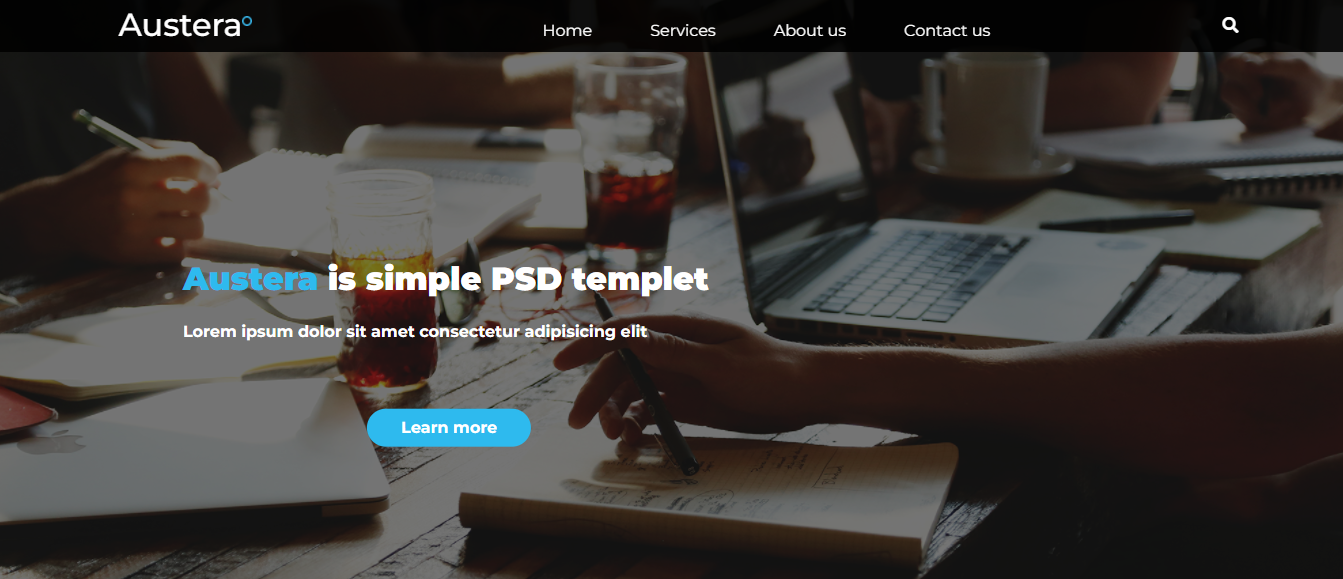 Austera
Home Services About us Contact us
Austera is simple PSD templet
Lorem ipsum dolor sit amet consectetur adipisicing elit
Learn more